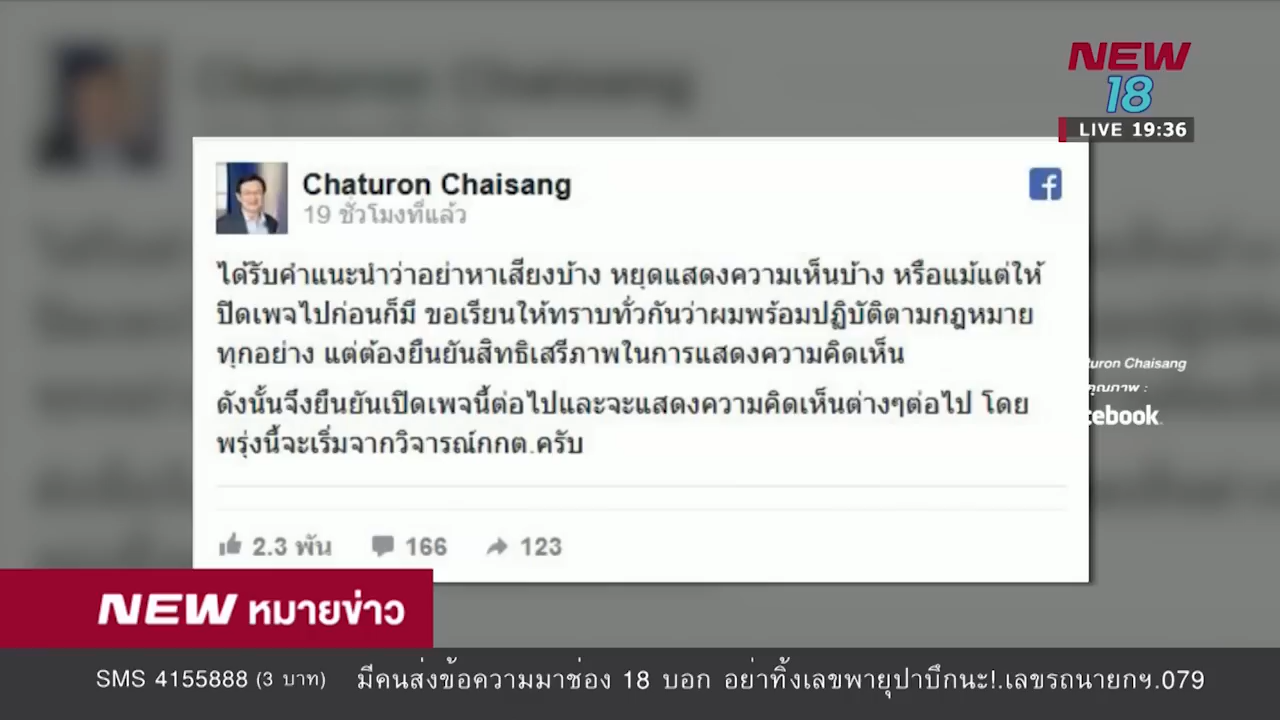 NEW
18
LIVE 19:36
Chaturon Chaisang
19 ชั่วโมงที่แล้ว
ได้รับคำแนะนำว่าอย่าหาเสียงบ้าง หยุดแสดงความเห็นบ้าง หรือแม้แต่ให้
ปิดเพจไปก่อนก็มี ขอเรียนให้ทราบทั่วกันว่าผมพร้อมปฏิบัติตามกฎหมาย
ทุกอย่าง แต่ต้องยืนยันสิทธิเสรีภาพในการแสดงความคิดเห็น
ดังนั้นจึงยืนยันเปิดเพจนี้ต่อไปและจะแสดงความคิดเห็นต่างๆต่อไป โดย
พรุ่งนี้จะเริ่มจากวิจารณ์กกต.ครับ
2.3 พัน 166 123
turon Chaisang
คุณภาพ :
cebook.
NEW หมายข่าว
SMS 4155888 (3 บาท) มีคนส่งข้อความมาช่อง 18 บอก อย่าทิ้งเลขพายุปาบึกนะ!.เลขรถนายกฯ.079